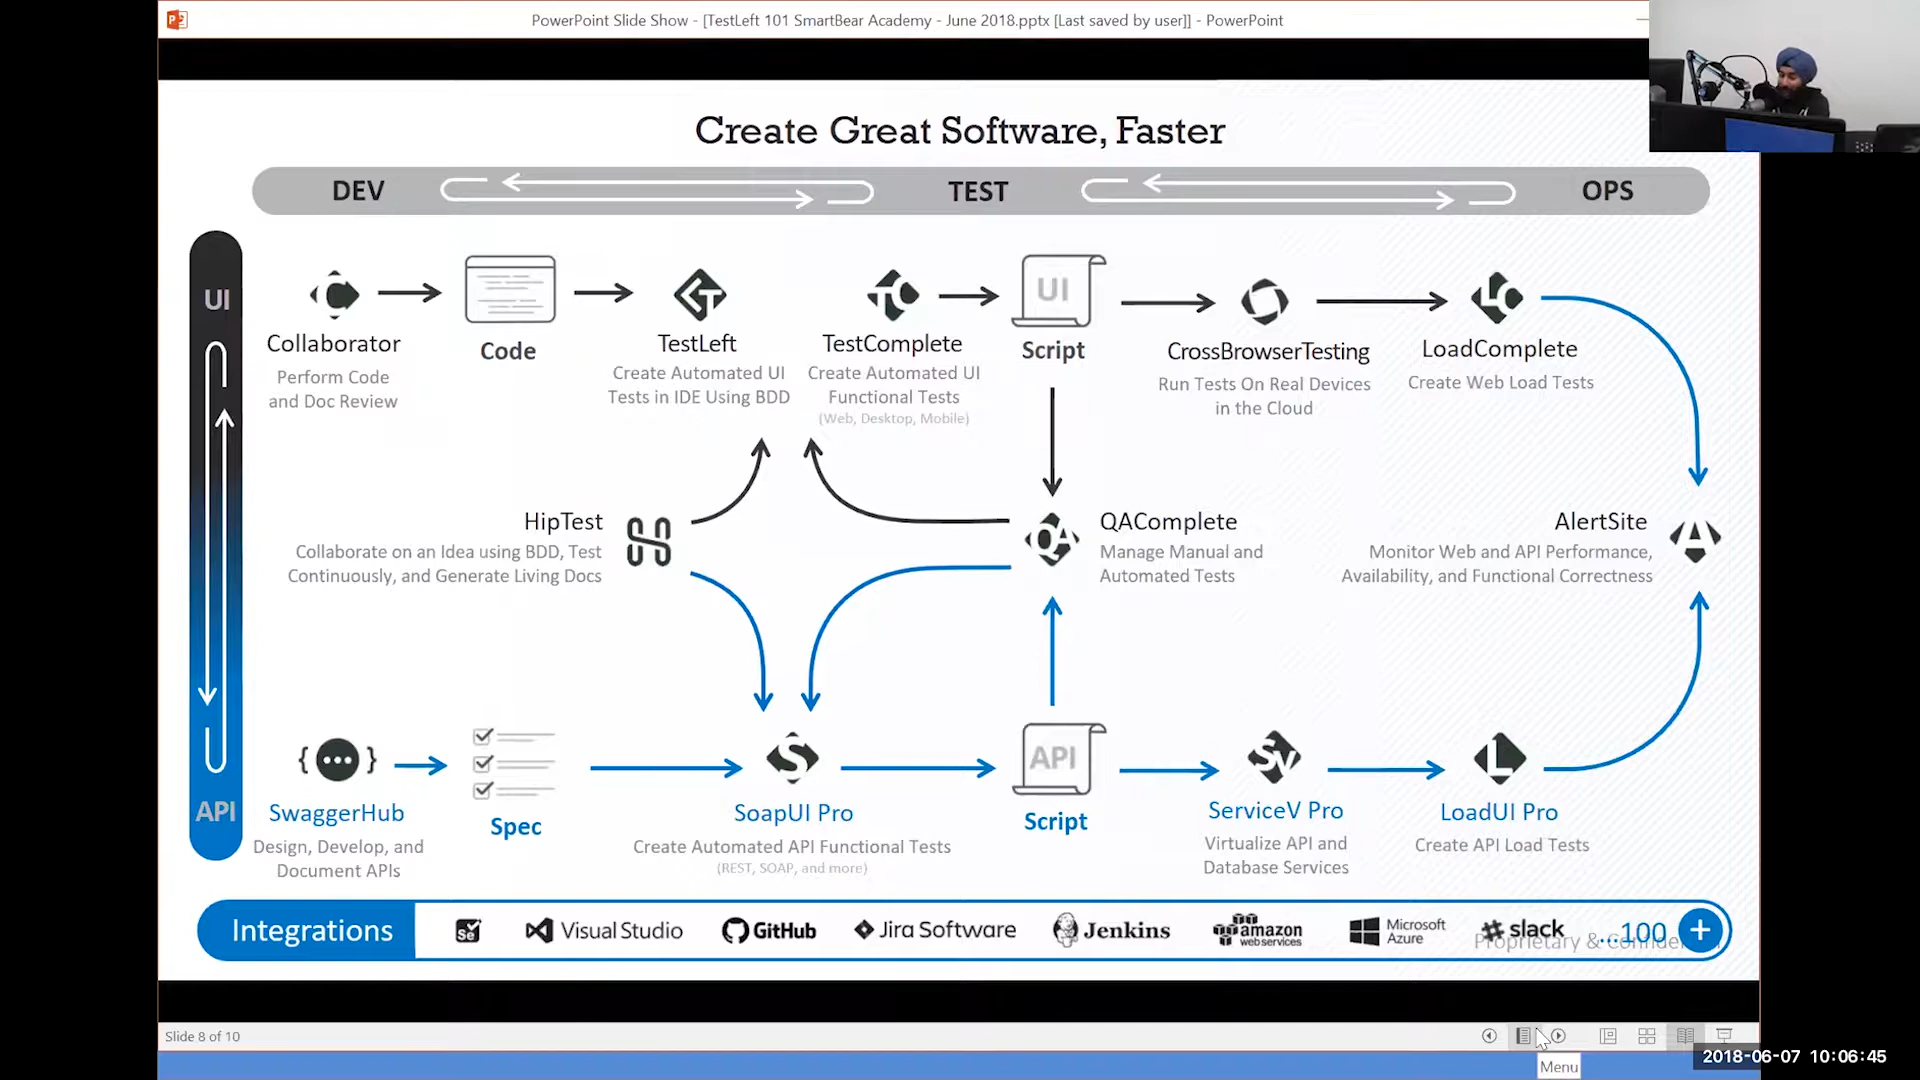 PowerPoint Slide Show - [TestLeft 101 SmartBear Academy - June 2018.pptx [Last saved by user]] - PowerPoint
Create Great Software, Faster
DEV
TEST
OPS
UI
API
Collaborator
Perform Code
and Doc Review
Code
TestLeft
Create Automated UI
Tests in IDE Using BDD
TestComplete
Create Automated UI
Functional Tests
(Web, Desktop, Mobile)
UI
Script
CrossBrowserTesting
Run Tests On Real Devices
in the Cloud
LoadComplete
Create Web Load Tests
HipTest
Collaborate on an Idea using BDD, Test
Continuously, and Generate Living Docs
QA
QAComplete
Manage Manual and
Automated Tests
AlertSite
Monitor Web and API Performance,
Availability, and Functional Correctness
SwaggerHub
Design, Develop, and
Document APIs
Spec
SoapUI Pro
Create Automated API Functional Tests
(REST, SOAP, and more)
API
Script
SV
ServiceV Pro
Virtualize API and
Database Services
LoadUI Pro
Create API Load Tests
Integrations
Se
Visual Studio
GitHub
Jira Software
Jenkins
amazon
web services
Microsoft
Azure
slack
...100 +
Proprietary &
Slide 8 of 10
2018-06-07 10:06:45
Menu